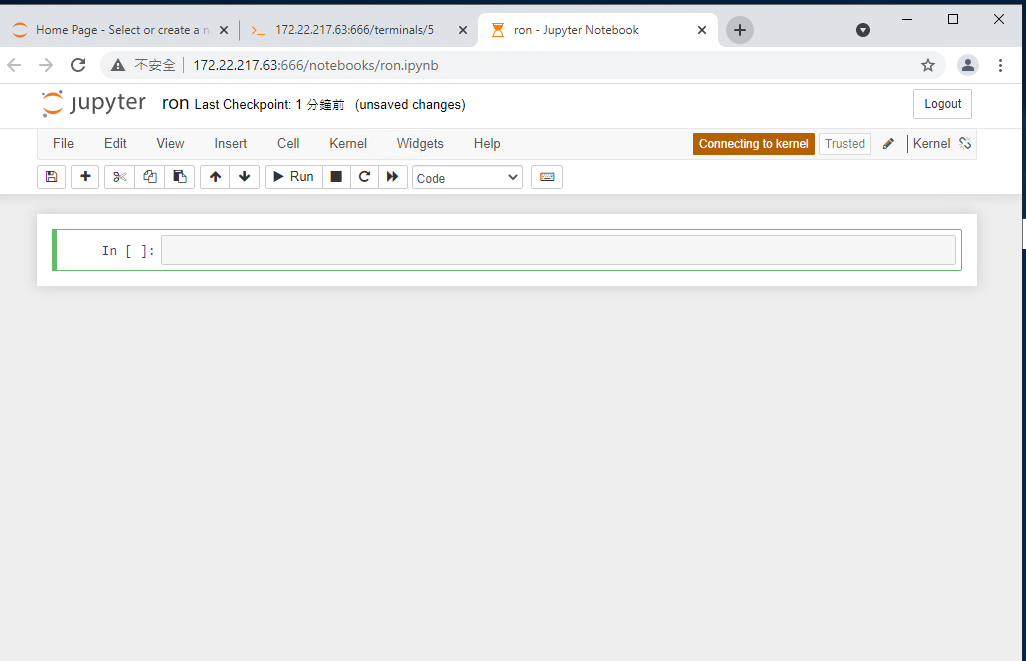 Home Page - Select or create a n
172.22.217.63:666/terminals/5
ron - Jupyter Notebook
不安全
172.22.217.63:666/notebooks/ron.ipynb
jupyter ron Last Checkpoint: 1 分鐘前 (unsaved changes)
Logout
File Edit View Insert Cell Kernel Widgets Help
Connecting to kernel Trusted Kernel
Run Code
In [ ]: